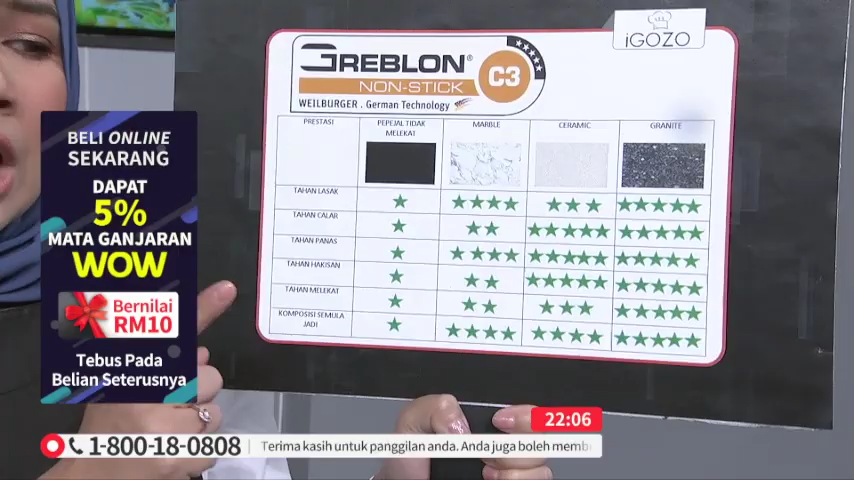 iGOZO
GREBLON®
C3
NON-STICK
WEILBURGER . German Technology
PRESTASI
PEPEJAL TIDAK
MELEKAT
MARBLE
CERAMIC
GRANITE
TAHAN LASAK
★
★★★★
★★★
★★★★★
TAHAN CALAR
★
★★
★★★★★
★★★★★
TAHAN PANAS
★
★★★★
★★★★★
★★★★★
TAHAN HAKISAN
★
★★
★★★★★
★★★★★
TAHAN MELEKAT
★
★★
★★★
★★★★★
KOMPOSISI SEMULA
JADI
★
★★★★
★★★★
★★★★★
BELI ONLINE
SEKARANG
DAPAT
5%
MATA GANJARAN
WOW
Bernilai
RM10
Tebus Pada
Belian Seterusnya
22:06
1-800-18-0808
Terima kasih untuk panggilan anda. Anda juga boleh memb